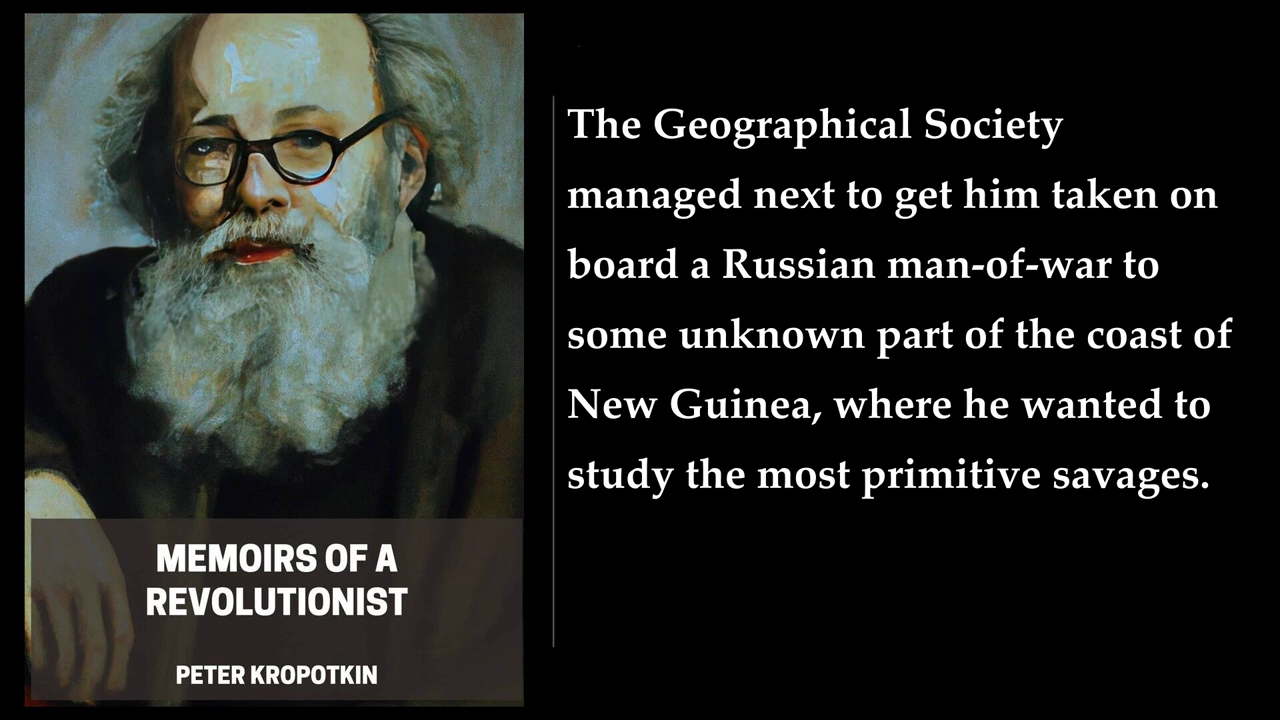 The Geographical Society
managed next to get him taken on
board a Russian man-of-war to
some unknown part of the coast of
New Guinea, where he wanted to
study the most primitive savages.
MEMOIRS OF A
REVOLUTIONIST
PETER KROPOTKIN